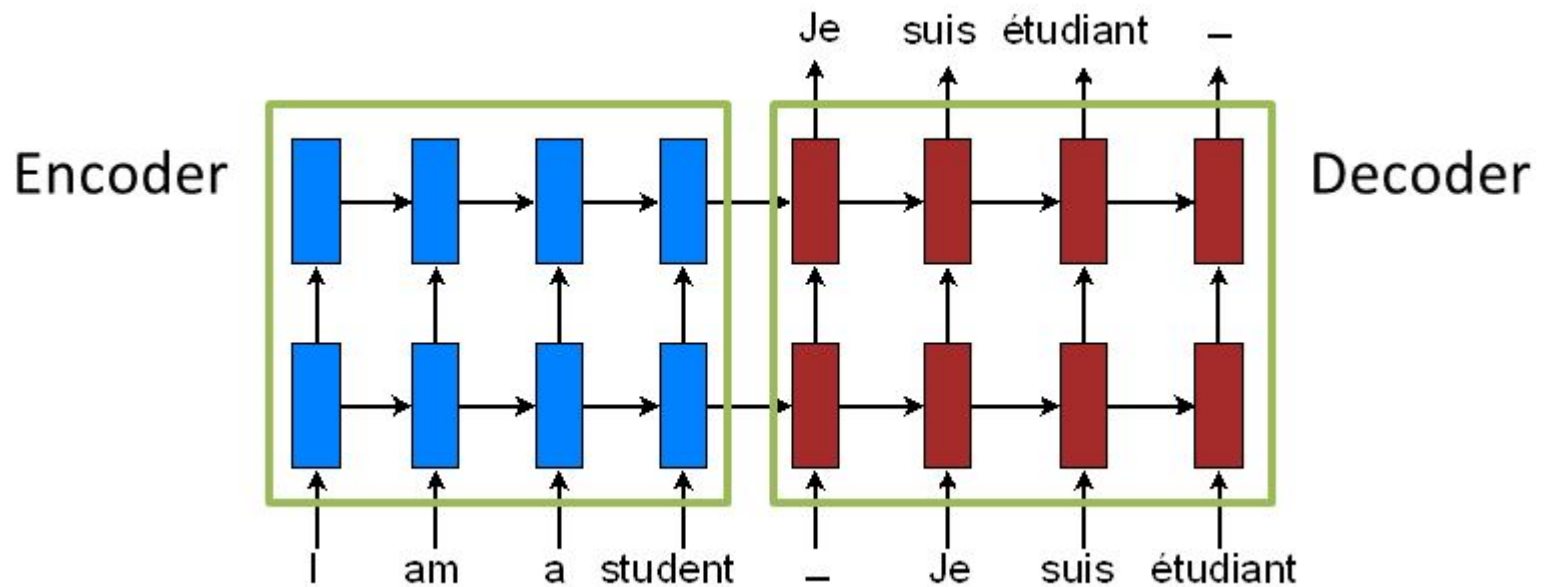 Je suis étudiant _
Encoder
Decoder
I am a student _ Je suis étudiant